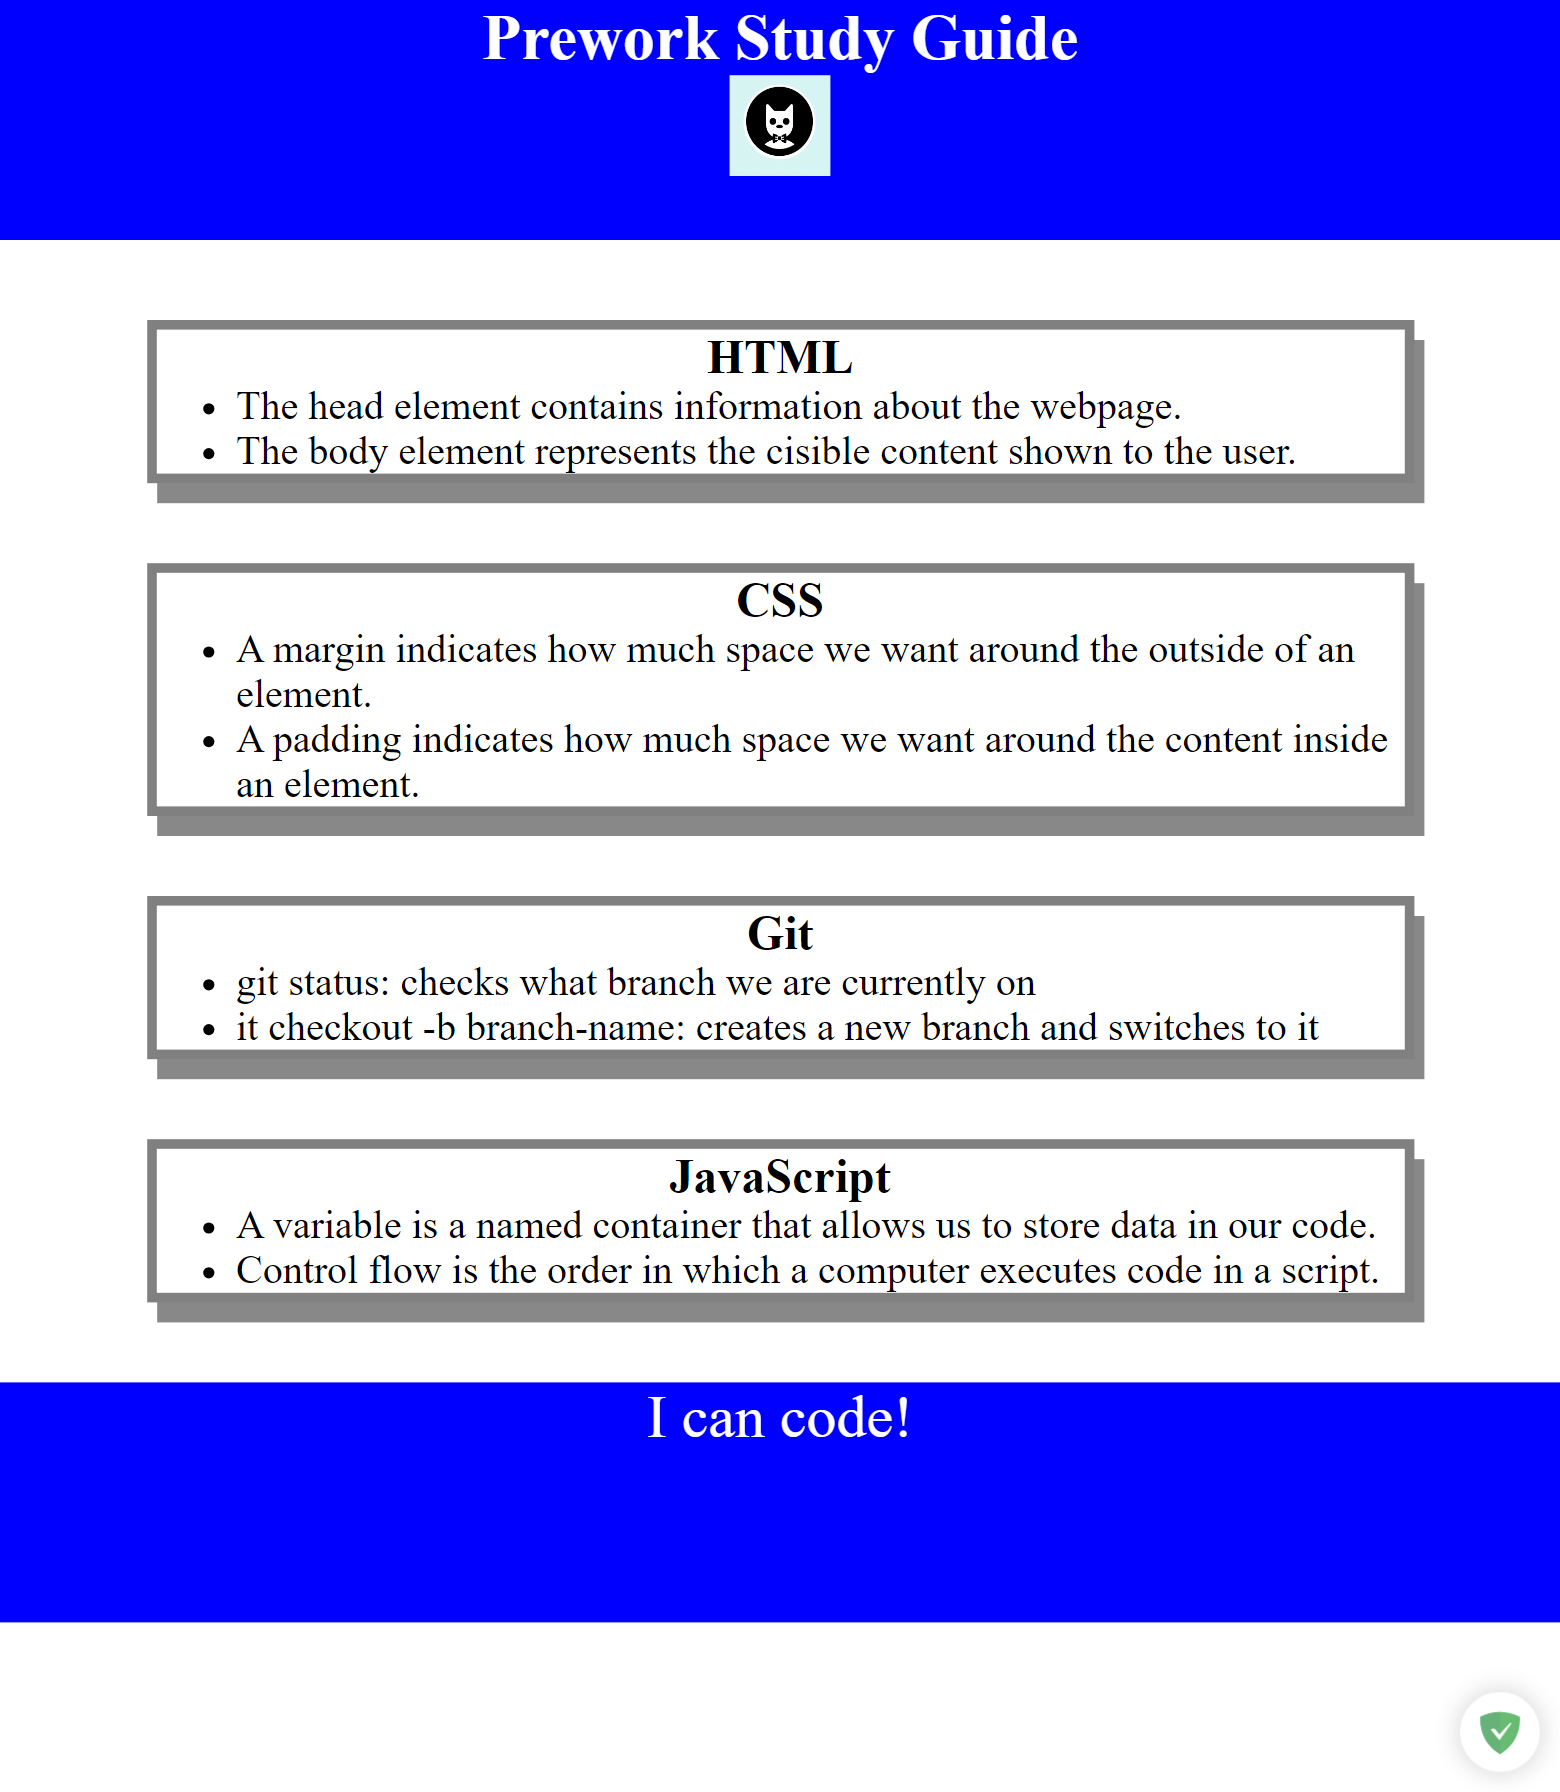 Prework Study Guide
HTML
• The head element contains information about the webpage.
• The body element represents the cisible content shown to the user.
CSS
• A margin indicates how much space we want around the outside of an
element.
• A padding indicates how much space we want around the content inside
an element.
Git
• git status: checks what branch we are currently on
• it checkout -b branch-name: creates a new branch and switches to it
JavaScript
• A variable is a named container that allows us to store data in our code.
• Control flow is the order in which a computer executes code in a script.
I can code!